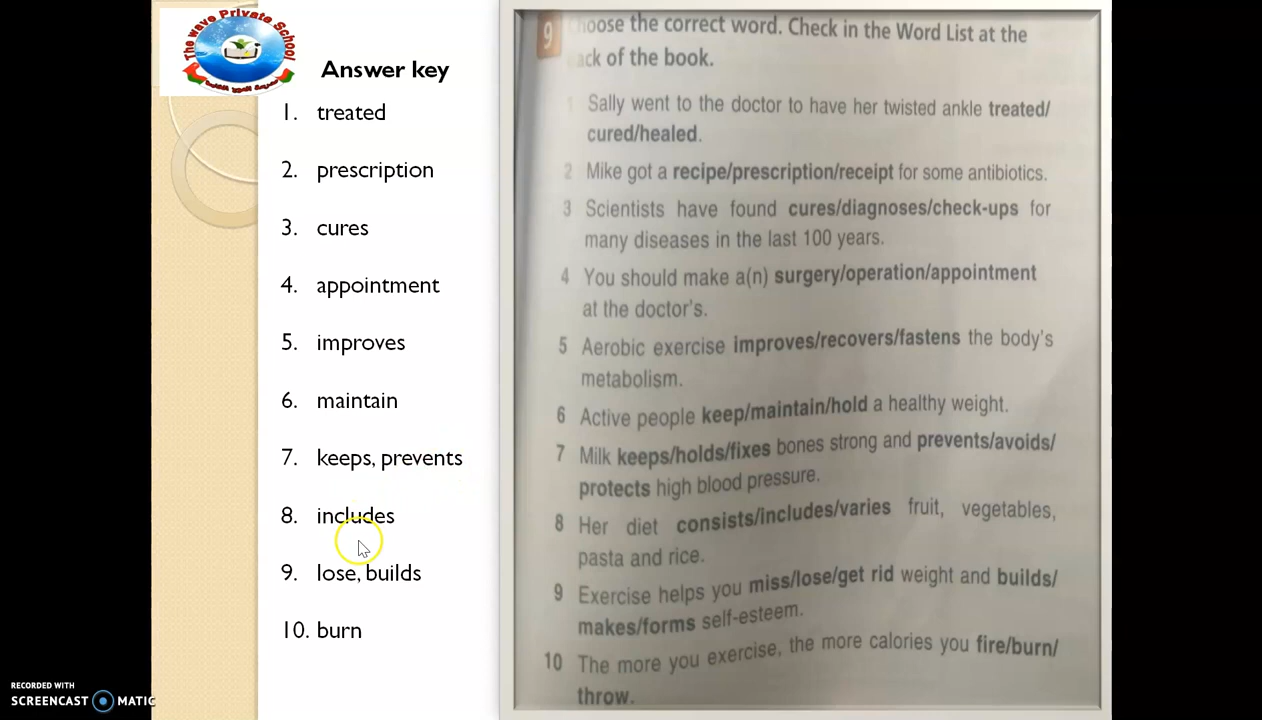 The Wave Private School
Answer key
1. treated
2. prescription
3. cures
4. appointment
5. improves
6. maintain
7. keeps, prevents
8. includes
9. lose, builds
10. burn
9 hoose the correct word. Check in the Word List at the
ack of the book.
1 Sally went to the doctor to have her twisted ankle treated/
cured/healed.
2 Mike got a recipe/prescription/receipt for some antibiotics.
3 Scientists have found cures/diagnoses/check-ups for
many diseases in the last 100 years.
4 You should make a(n) surgery/operation/appointment
at the doctor's.
5 Aerobic exercise improves/recovers/fastens the body's
metabolism.
6 Active people keep/maintain/hold a healthy weight.
7 Milk keeps/holds/fixes bones strong and prevents/avoids/
protects high blood pressure.
8 Her diet consists/includes/varies fruit, vegetables,
pasta and rice.
9 Exercise helps you miss/lose/get rid weight and builds/
makes/forms self-esteem.
10 The more you exercise, the more calories you fire/burn/
throw.
RECORDED WITH
SCREENCAST MATIC